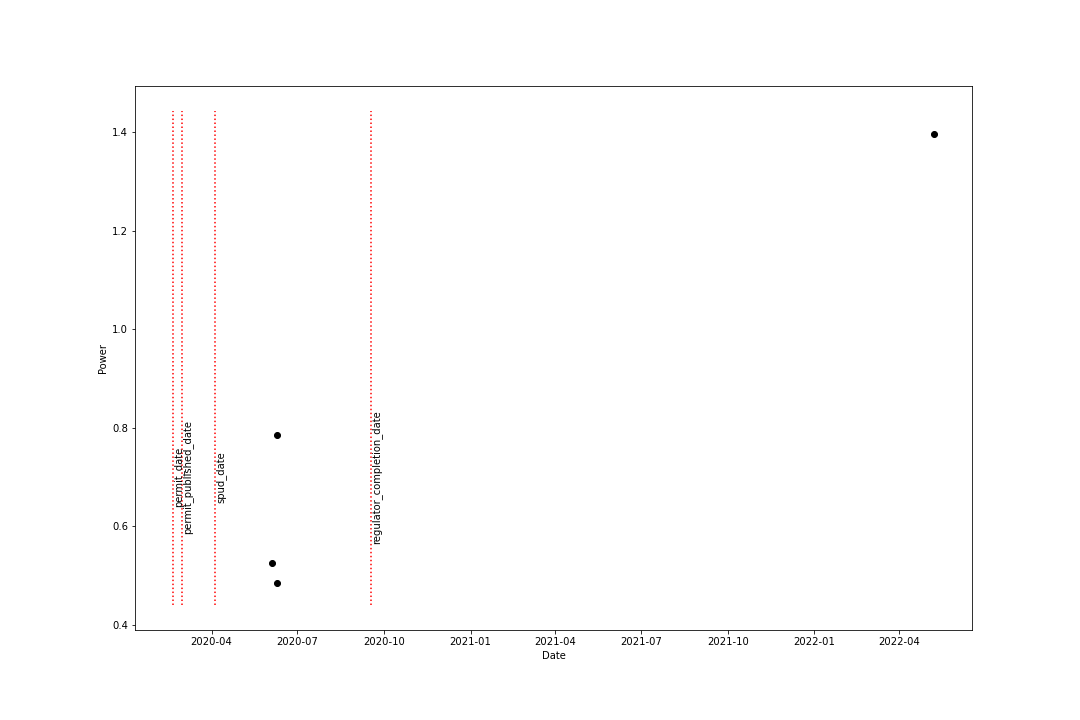 1.4
1.2
1.0
0.8
0.6
0.4
Power
permit_date
permit_published_date
spud_date
regulator_completion_date
2020-04 2020-07 2020-10 2021-01 2021-04 2021-07 2021-10 2022-01 2022-04
Date